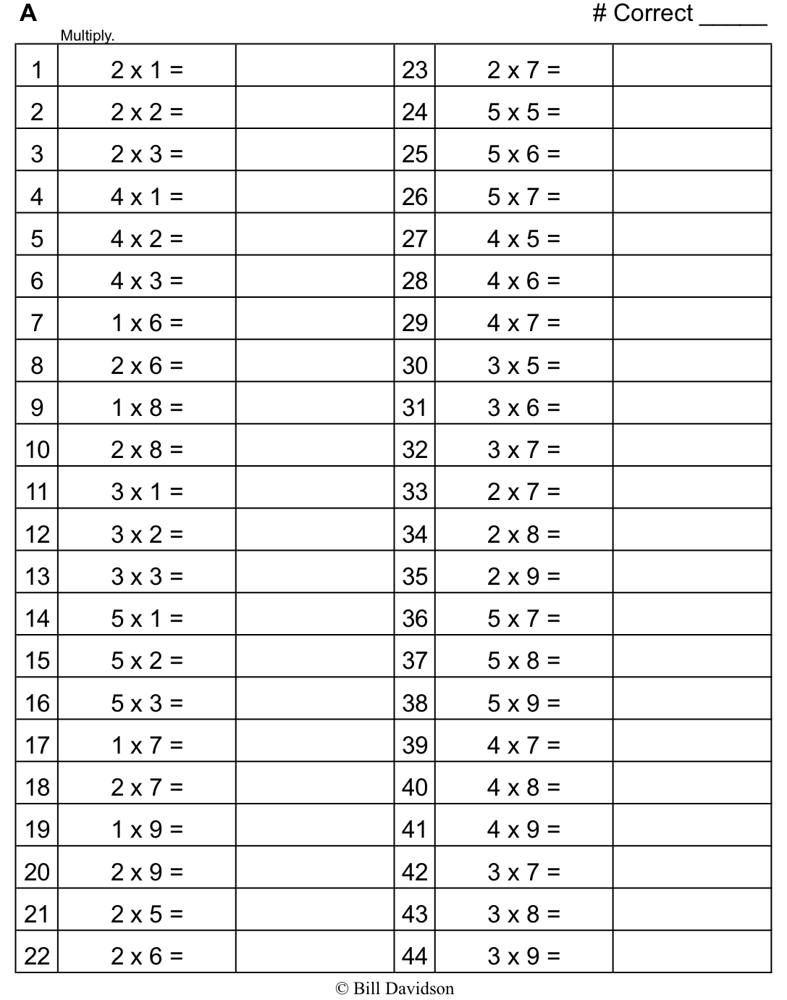 A # Correct _____
Multiply.
1 2 x 1 = 23 2 x 7 =
2 2 x 2 = 24 5 x 5 =
3 2 x 3 = 25 5 x 6 =
4 4 x 1 = 26 5 x 7 =
5 4 x 2 = 27 4 x 5 =
6 4 x 3 = 28 4 x 6 =
7 1 x 6 = 29 4 x 7 =
8 2 x 6 = 30 3 x 5 =
9 1 x 8 = 31 3 x 6 =
10 2 x 8 = 32 3 x 7 =
11 3 x 1 = 33 2 x 7 =
12 3 x 2 = 34 2 x 8 =
13 3 x 3 = 35 2 x 9 =
14 5 x 1 = 36 5 x 7 =
15 5 x 2 = 37 5 x 8 =
16 5 x 3 = 38 5 x 9 =
17 1 x 7 = 39 4 x 7 =
18 2 x 7 = 40 4 x 8 =
19 1 x 9 = 41 4 x 9 =
20 2 x 9 = 42 3 x 7 =
21 2 x 5 = 43 3 x 8 =
22 2 x 6 = 44 3 x 9 =
© Bill Davidson